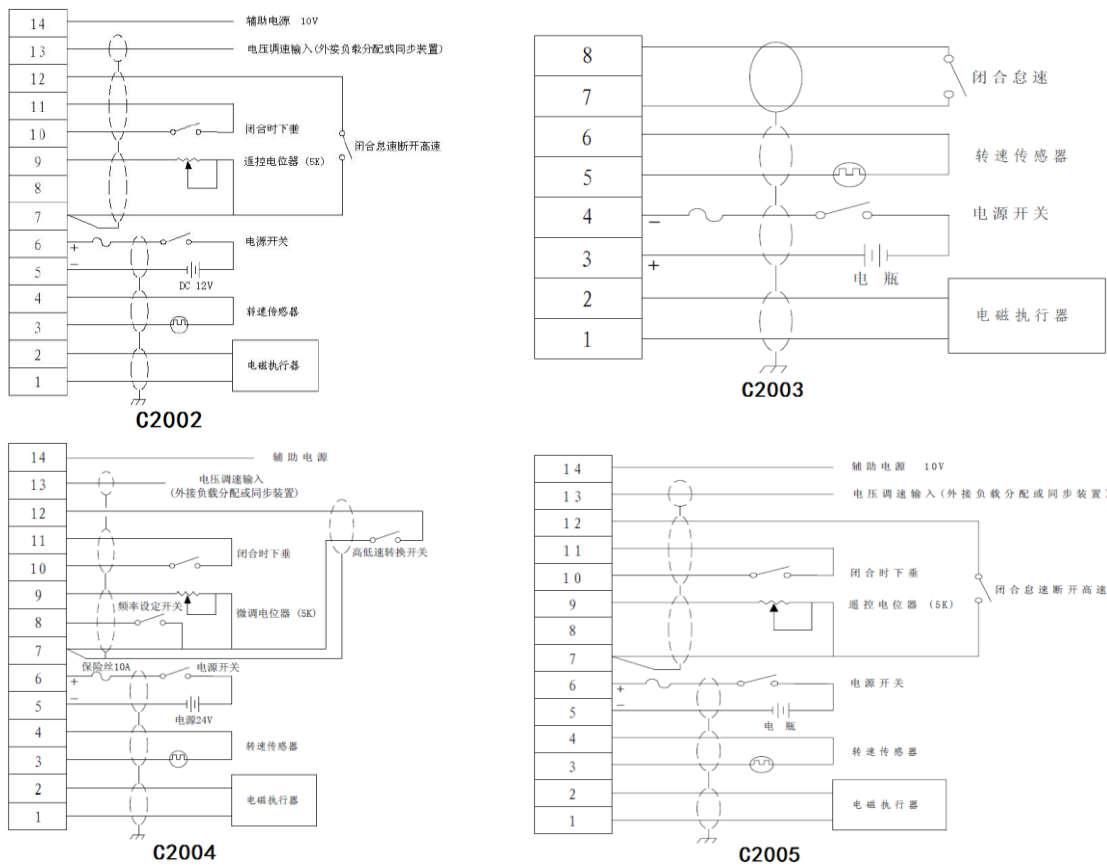 14 辅助电源 10V
13 电压调速输入(外接负载分配或同步装置)
12
11
10 闭合时下垂
闭合怠速断开高速
9 遥控电位器 (5K)
8
7
6 + 电源开关
5 −
DC 12V
4
3 转速传感器
2
电磁执行器
1
C2002
8
闭合怠速
7
6
转速传感器
5
4 − 电源开关
3 +
电 瓶
2
电磁执行器
1
C2003
14 辅助电源
13 电压调速输入
(外接负载分配或同步装置)
12
11 高低速转换开关
闭合时下垂
10
9
频率设定开关 微调电位器 (5K)
8
7
保险丝10A 电源开关
6 +
5 −
电源24V
4
转速传感器
3
2
电磁执行器
1
C2004
14 辅助电源 10V
13 电压调速输入(外接负载分配或同步装置)
12
11
10 闭合时下垂
闭合怠速断开高速
9 遥控电位器 (5K)
8
7
6 + 电源开关
5 −
电 瓶
4
转速传感器
3
2
电磁执行器
1
C2005